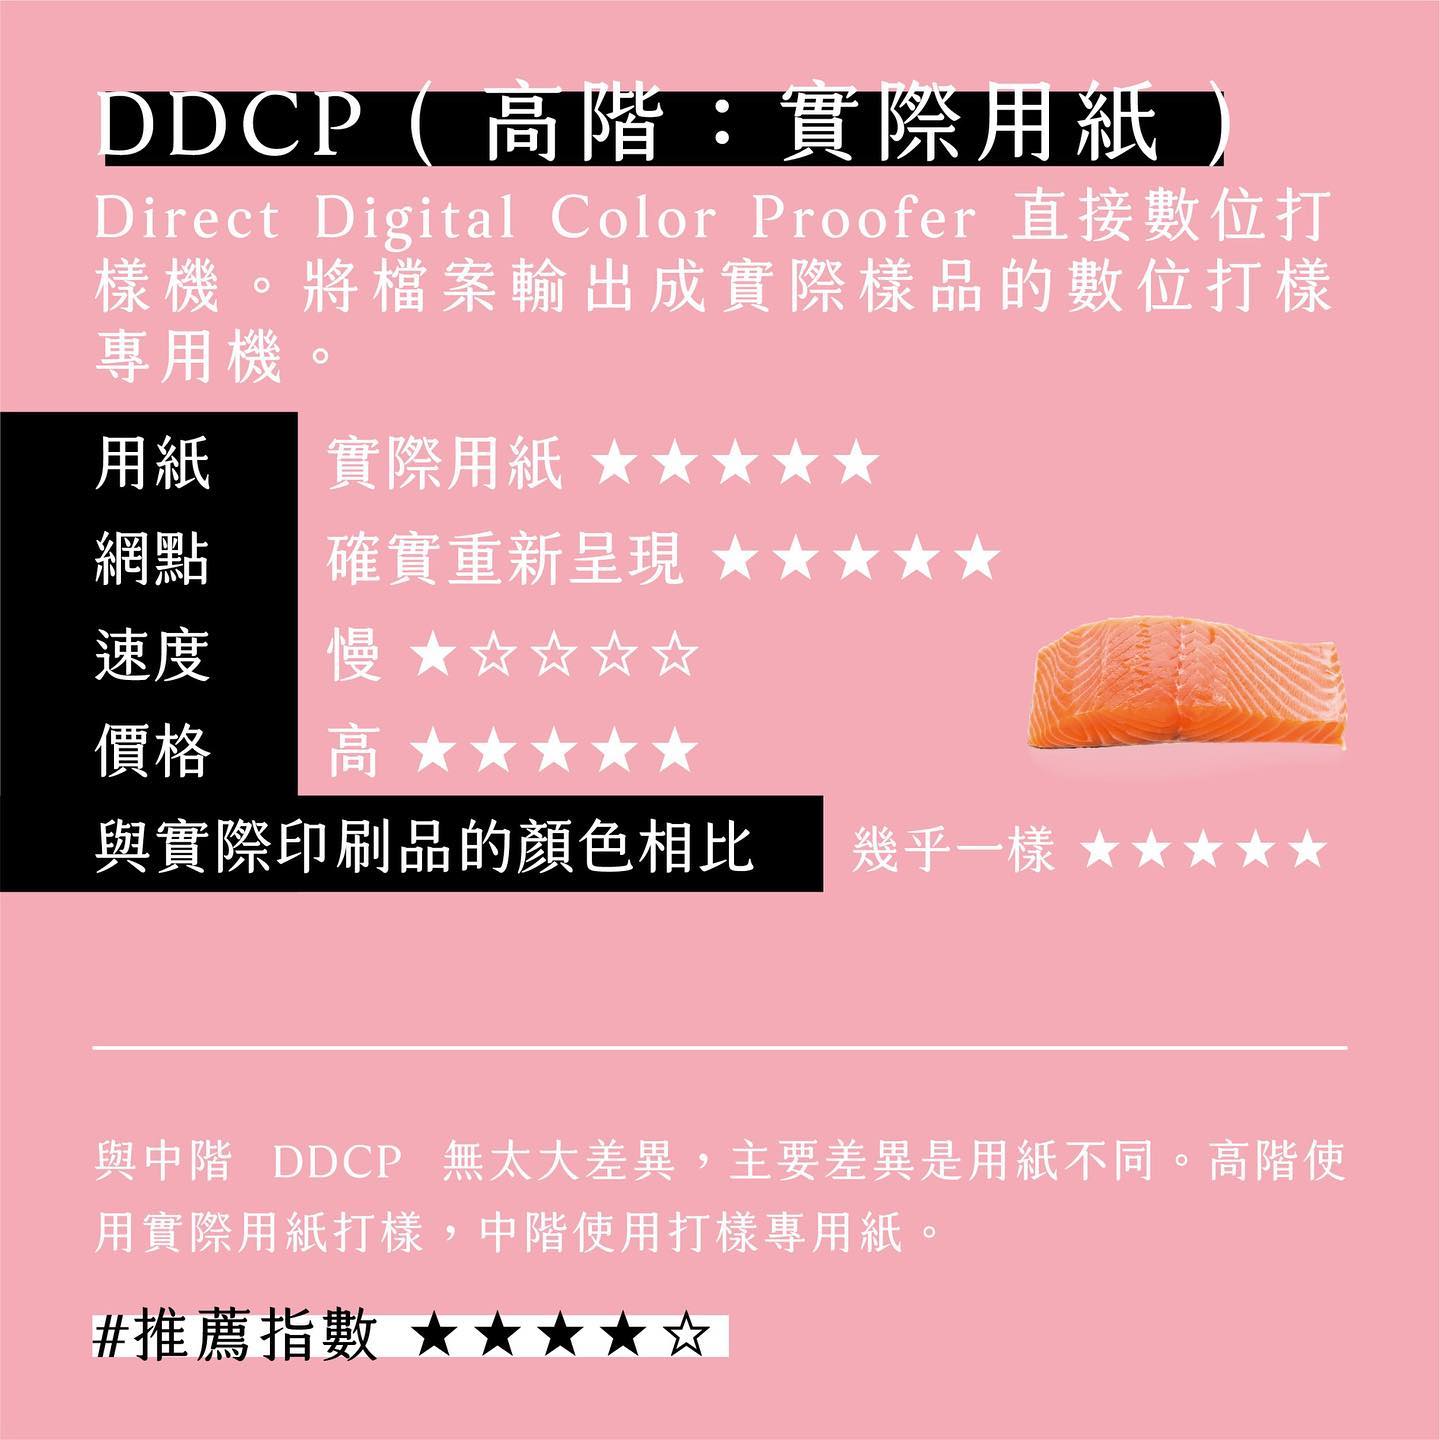 DDCP（高階：實際用紙）
Direct Digital Color Proofer 直接數位打
樣機。將檔案輸出成實際樣品的數位打樣
專用機。
用紙 實際用紙 ★★★★★
網點 確實重新呈現 ★★★★★
速度 慢 ★☆☆☆☆
價格 高 ★★★★★
與實際印刷品的顏色相比 幾乎一樣 ★★★★★
與中階 DDCP 無太大差異，主要差異是用紙不同。高階使
用實際用紙打樣，中階使用打樣專用紙。
#推薦指數 ★★★★☆